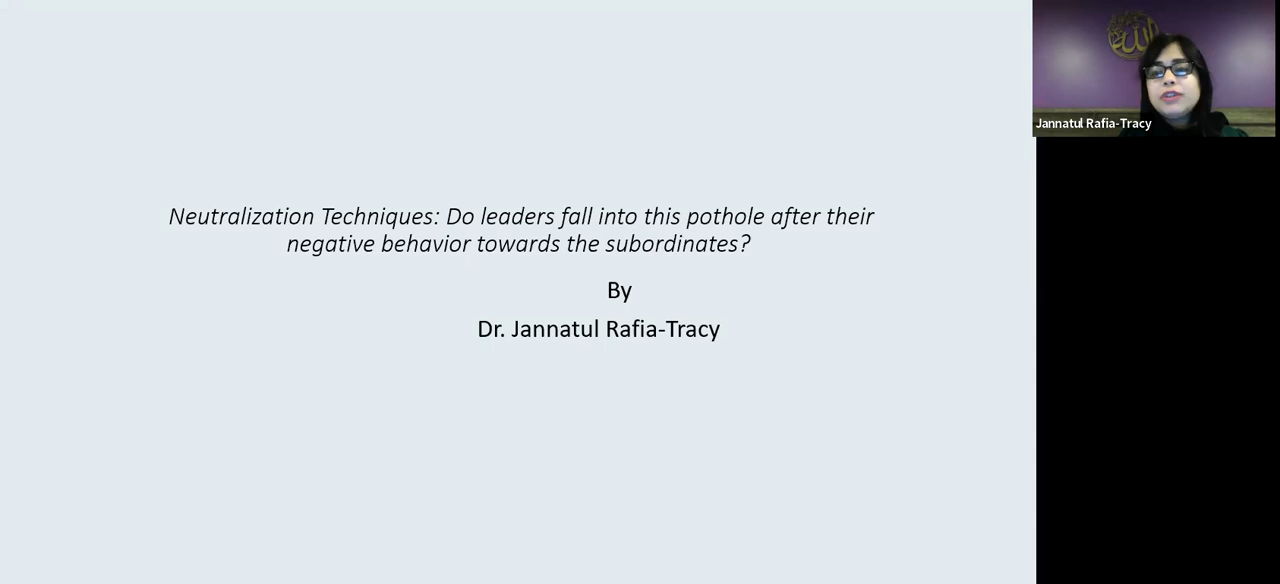 Neutralization Techniques: Do leaders fall into this pothole after their
negative behavior towards the subordinates?
By
Dr. Jannatul Rafia-Tracy
Jannatul Rafia-Tracy
الله